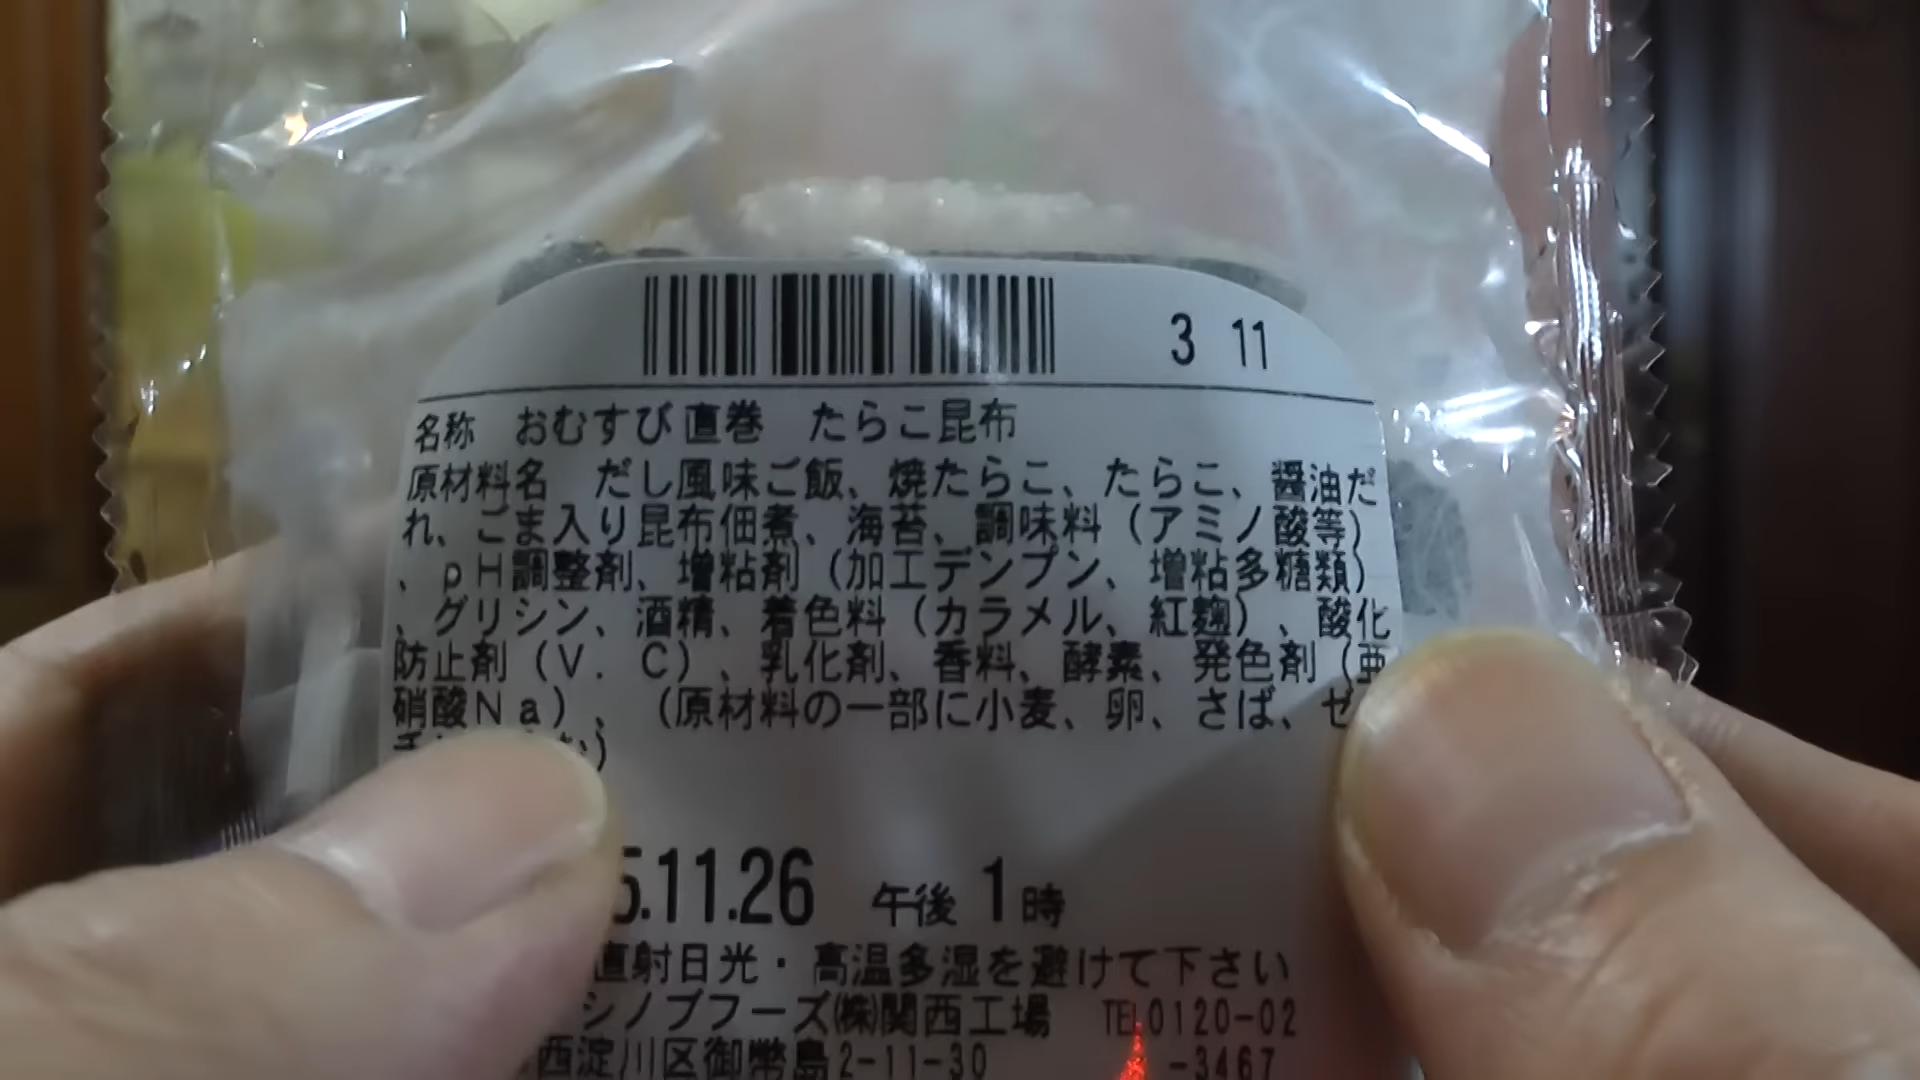 3 11
名称 おむすび直巻 たらこ昆布
原材料名 だし風味ご飯、焼たらこ、たらこ、醤油だ
れ、ごま入り昆布佃煮、海苔、調味料（アミノ酸等）
、ｐＨ調整剤、増粘剤（加工デンプン、増粘多糖類）
、グリシン、酒精、着色料（カラメル、紅麹）、酸化
防止剤（Ｖ．Ｃ）、乳化剤、香料、酵素、発色剤（亜
硝酸Ｎａ）、（原材料の一部に小麦、卵、さば、ゼ
5.11.26 午後 1時
直射日光・高温多湿を避けて下さい
シノブフーズ㈱関西工場 TEL0120-02
西淀川区御幣島2-11-30 -3467